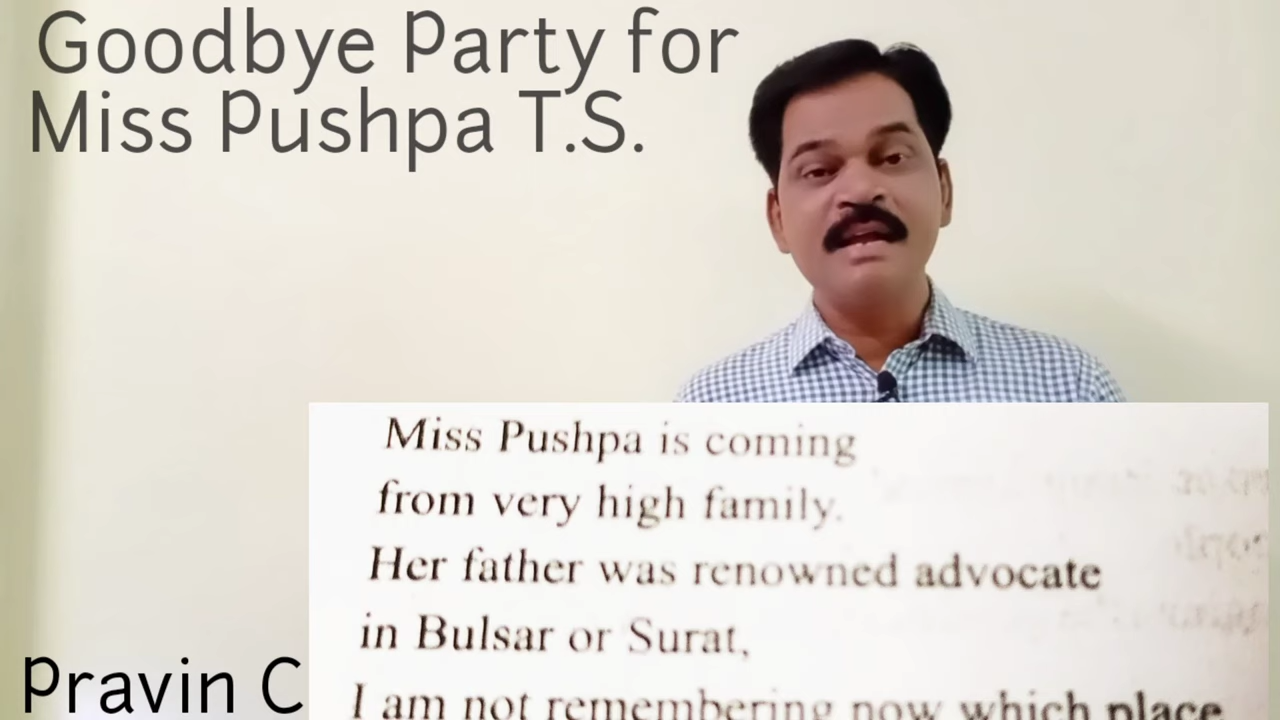 Goodbye Party for
Miss Pushpa T.S.
Miss Pushpa is coming
from very high family.
Her father was renowned advocate
in Bulsar or Surat,
I am not remembering now which place
Pravin C